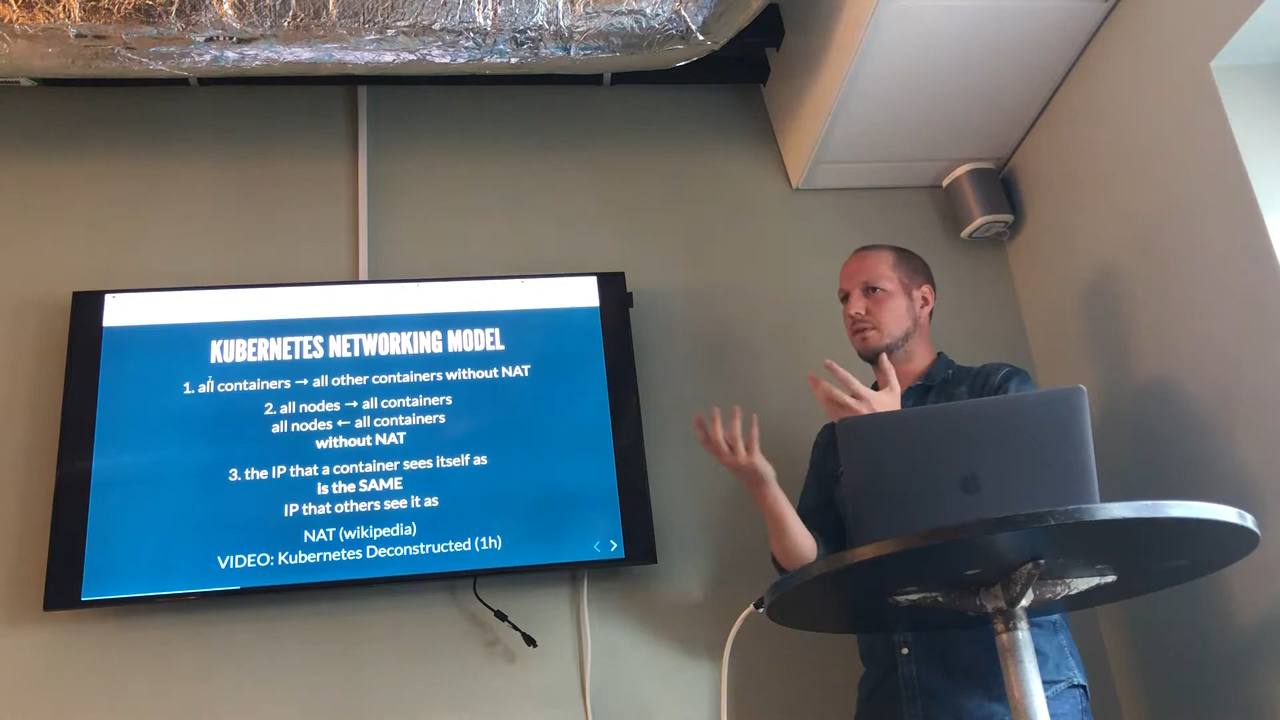 KUBERNETES NETWORKING MODEL
1. all containers → all other containers without NAT
2. all nodes → all containers
all nodes ← all containers
without NAT
3. the IP that a container sees itself as
is the SAME
IP that others see it as
NAT (wikipedia)
VIDEO: Kubernetes Deconstructed (1h)